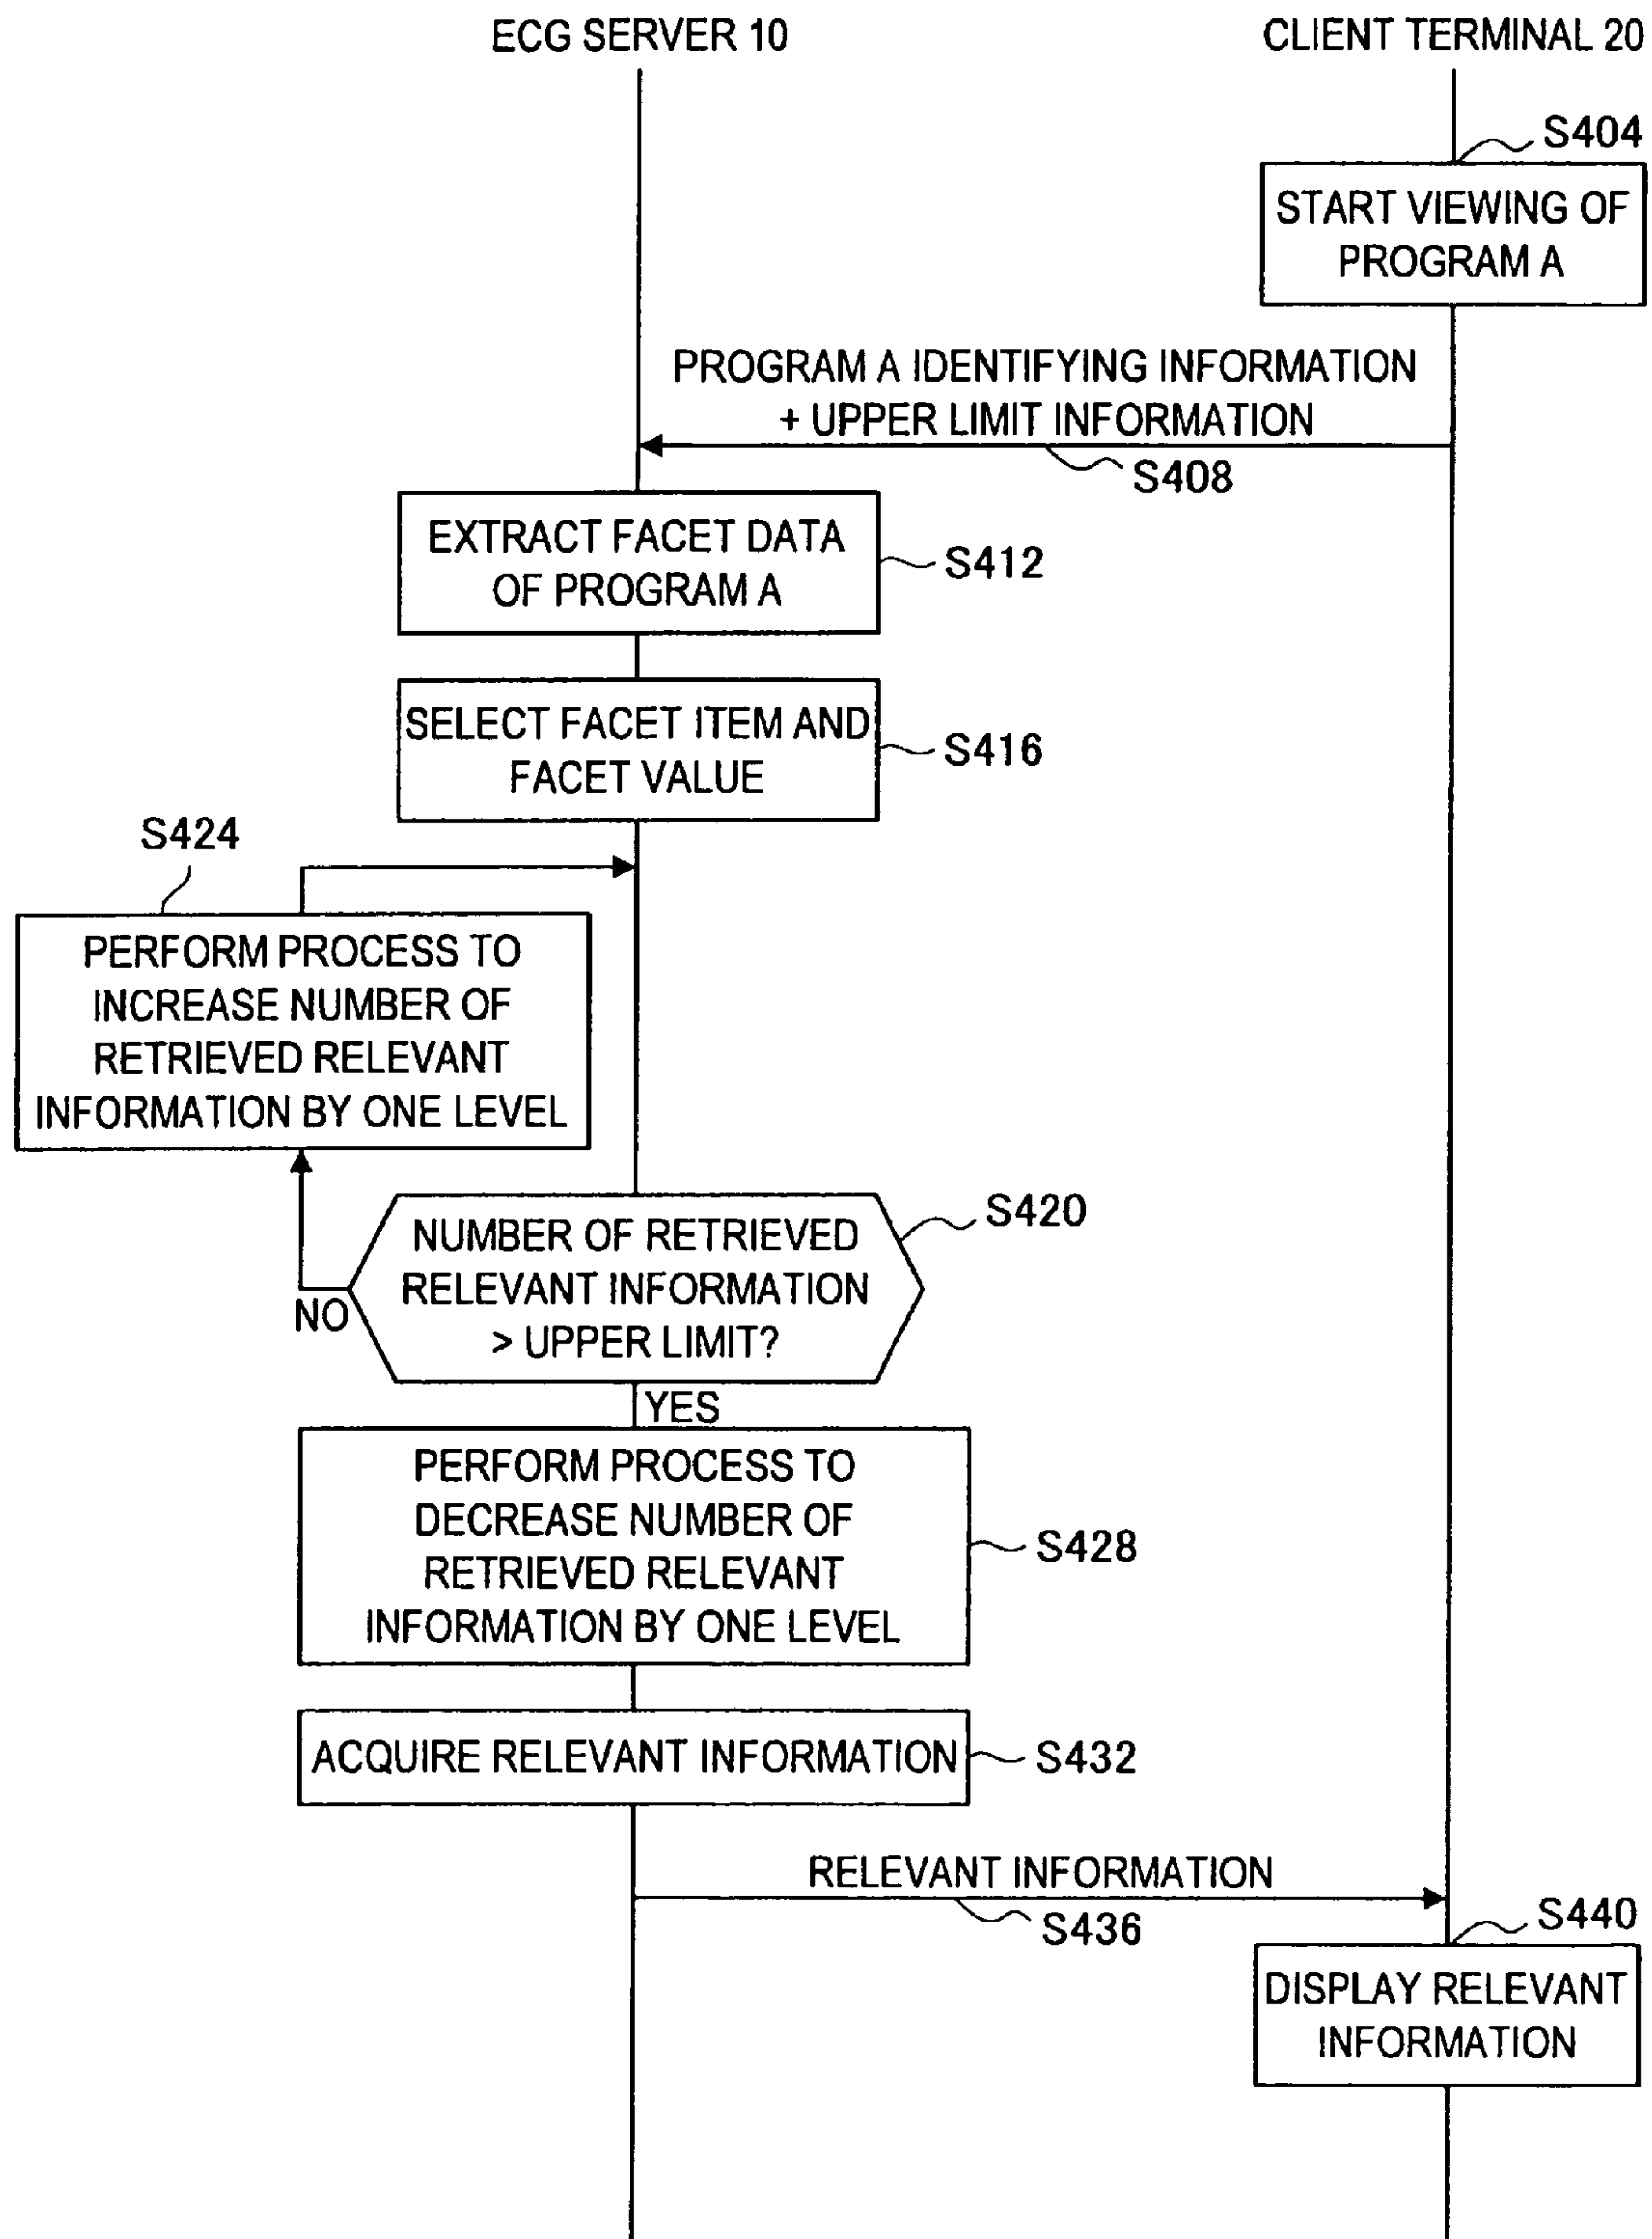 ECG SERVER 10
CLIENT TERMINAL 20
S404
START VIEWING OF
PROGRAM A
PROGRAM A IDENTIFYING INFORMATION
+ UPPER LIMIT INFORMATION
S408
EXTRACT FACET DATA
OF PROGRAM A
S412
SELECT FACET ITEM AND
FACET VALUE
S416
S424
PERFORM PROCESS TO
INCREASE NUMBER OF
RETRIEVED RELEVANT
INFORMATION BY ONE LEVEL
S420
NUMBER OF RETRIEVED
RELEVANT INFORMATION
> UPPER LIMIT?
NO
YES
PERFORM PROCESS TO
DECREASE NUMBER OF
RETRIEVED RELEVANT
INFORMATION BY ONE LEVEL
S428
ACQUIRE RELEVANT INFORMATION
S432
RELEVANT INFORMATION
S436
S440
DISPLAY RELEVANT
INFORMATION